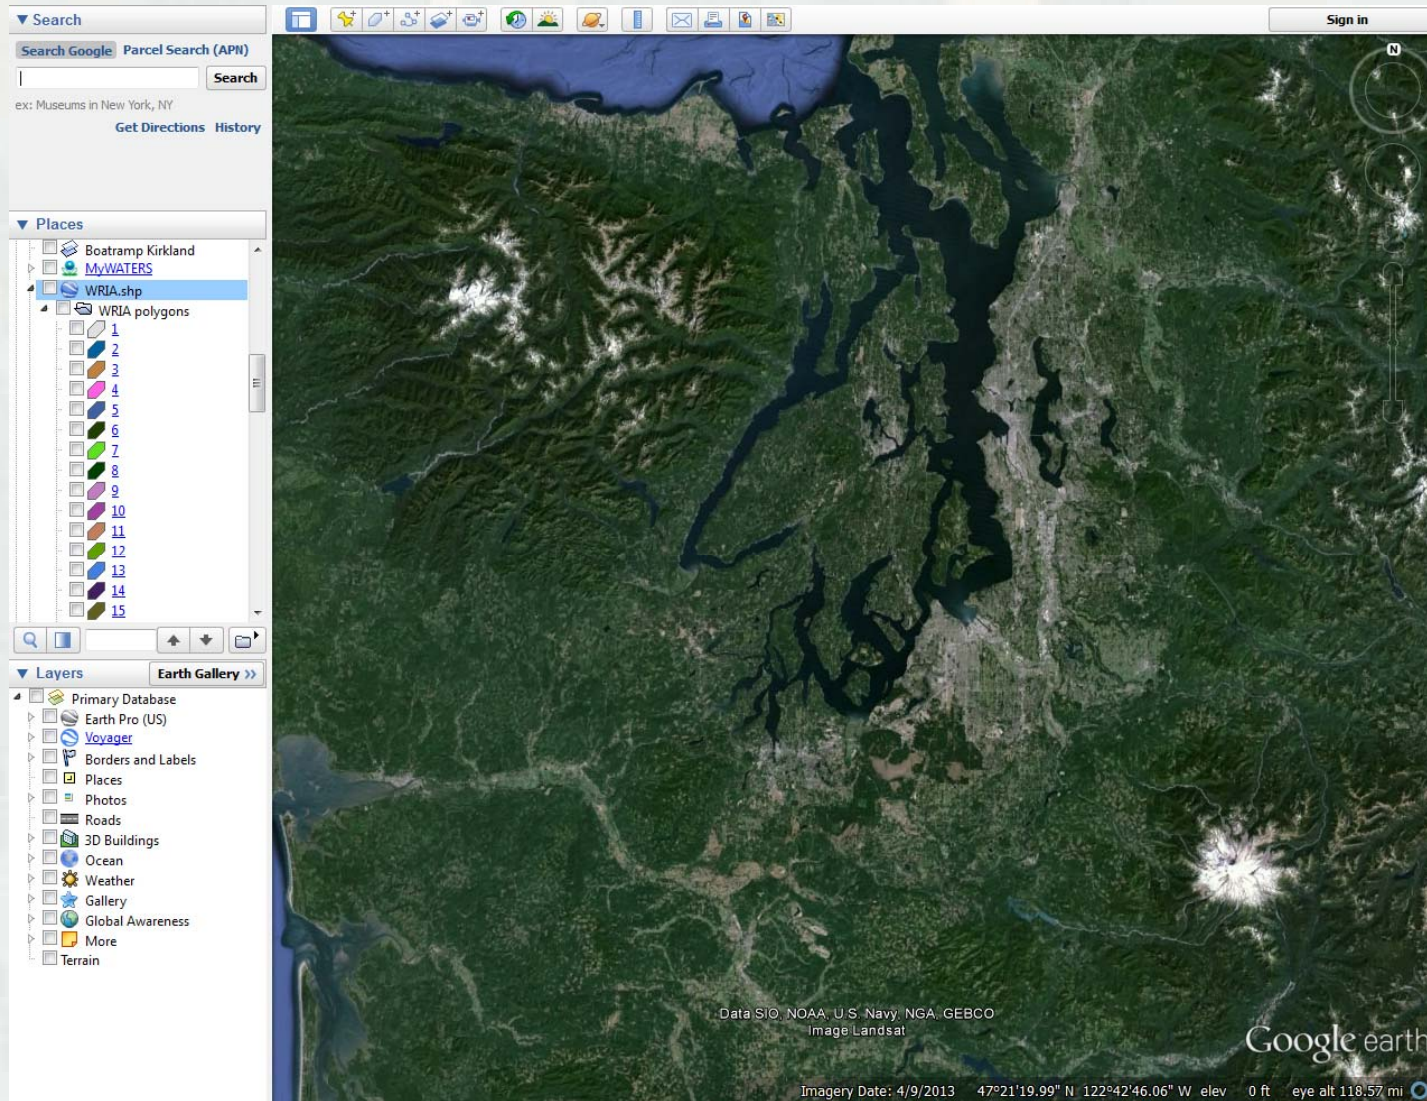 Search
Search Google Parcel Search (APN)
Search
ex: Museums in New York, NY
Get Directions History
Places
Boatramp Kirkland
MyWATERS
WRIA.shp
WRIA polygons
1
2
3
4
5
6
7
8
9
10
11
12
13
14
15
Layers
Earth Gallery »
Primary Database
Earth Pro (US)
Voyager
Borders and Labels
Places
Photos
Roads
3D Buildings
Ocean
Weather
Gallery
Global Awareness
More
Terrain
Sign in
N
Data SIO, NOAA, U.S. Navy, NGA, GEBCO
Image Landsat
Google earth
Imagery Date: 4/9/2013 47°21'19.99" N 122°42'46.06" W elev 0 ft eye alt 118.57 mi